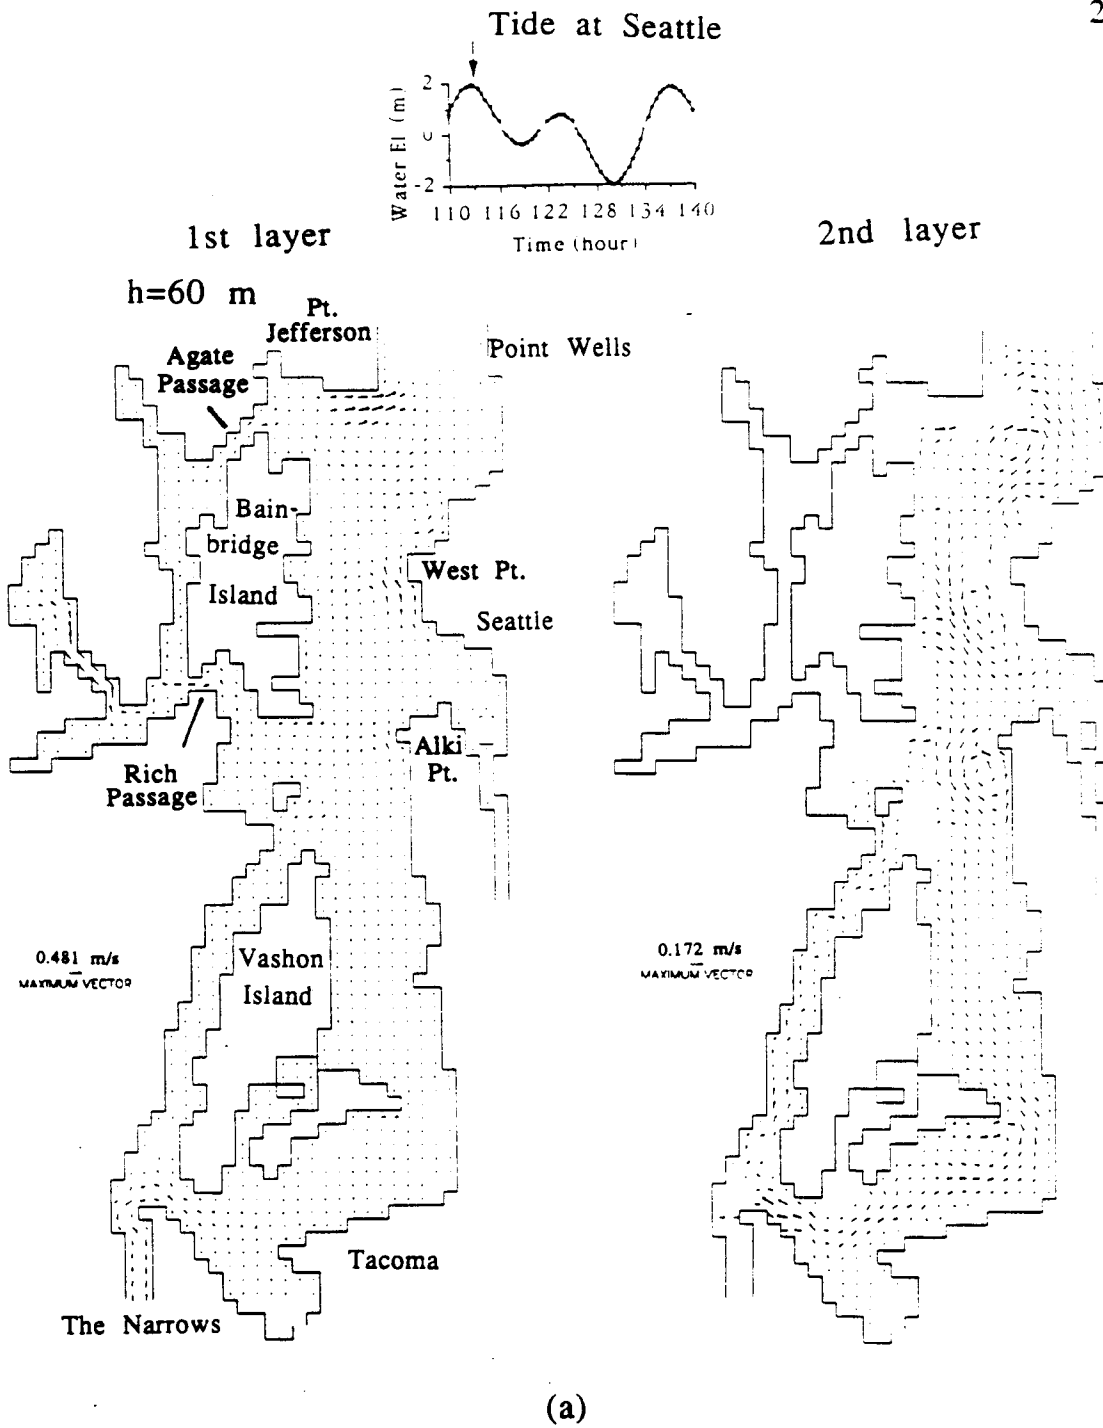 2
Tide at Seattle
Water El (m)
2
0
-2
110 116 122 128 134 140
Time (hour)
1st layer
2nd layer
h=60 m
Pt.
Jefferson
Point Wells
Agate
Passage
Bain-
bridge
Island
West Pt.
Seattle
Alki
Pt.
Rich
Passage
0.481 m/s
MAXIMUM VECTOR
Vashon
Island
0.172 m/s
MAXIMUM VECTOR
Tacoma
The Narrows
(a)